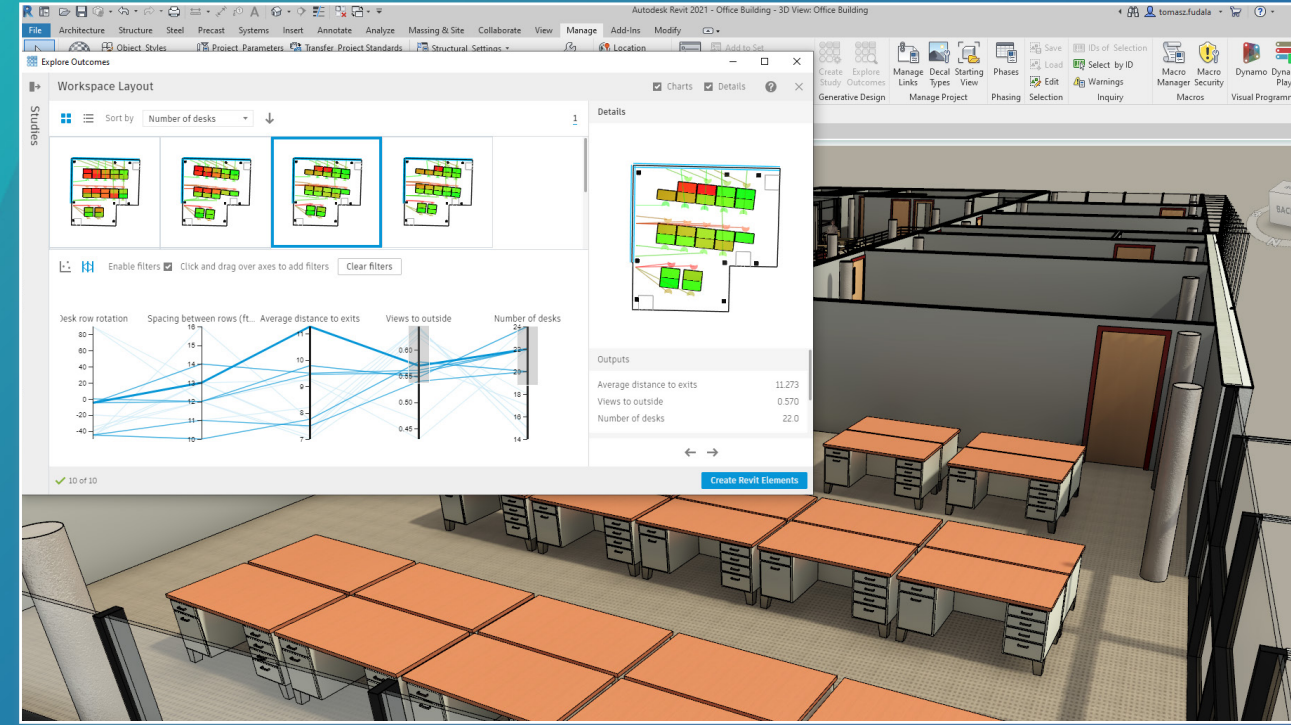 Autodesk Revit 2021 - Office Building - 3D View: Office Building
tomasz.fudala
File Architecture Structure Steel Precast Systems Insert Annotate Analyze Massing & Site Collaborate View Manage Add-Ins Modify
Object Styles Project Parameters Transfer Project Standards Structural Settings Location Add to Set
Create Study Explore Outcomes Manage Links Decal Types Starting View Phases Save Load Edit IDs of Selection Select by ID Warnings Macro Manager Macro Security Dynamo
Generative Design Manage Project Phasing Selection Inquiry Macros
Explore Outcomes
Workspace Layout Charts Details
Studies
Sort by Number of desks 1
Details
Enable filters Click and drag over axes to add filters Clear filters
Desk row rotation Spacing between rows (ft... Average distance to exits Views to outside Number of desks
80 60 40 20 0 -20 -40
16 15 14 13 12 11 10
11 10 9 8 7
0.60 0.55 0.50 0.45
24 22 20 18 16 14
Outputs
Average distance to exits 11.273
Views to outside 0.570
Number of desks 22.0
10 of 10
Create Revit Elements